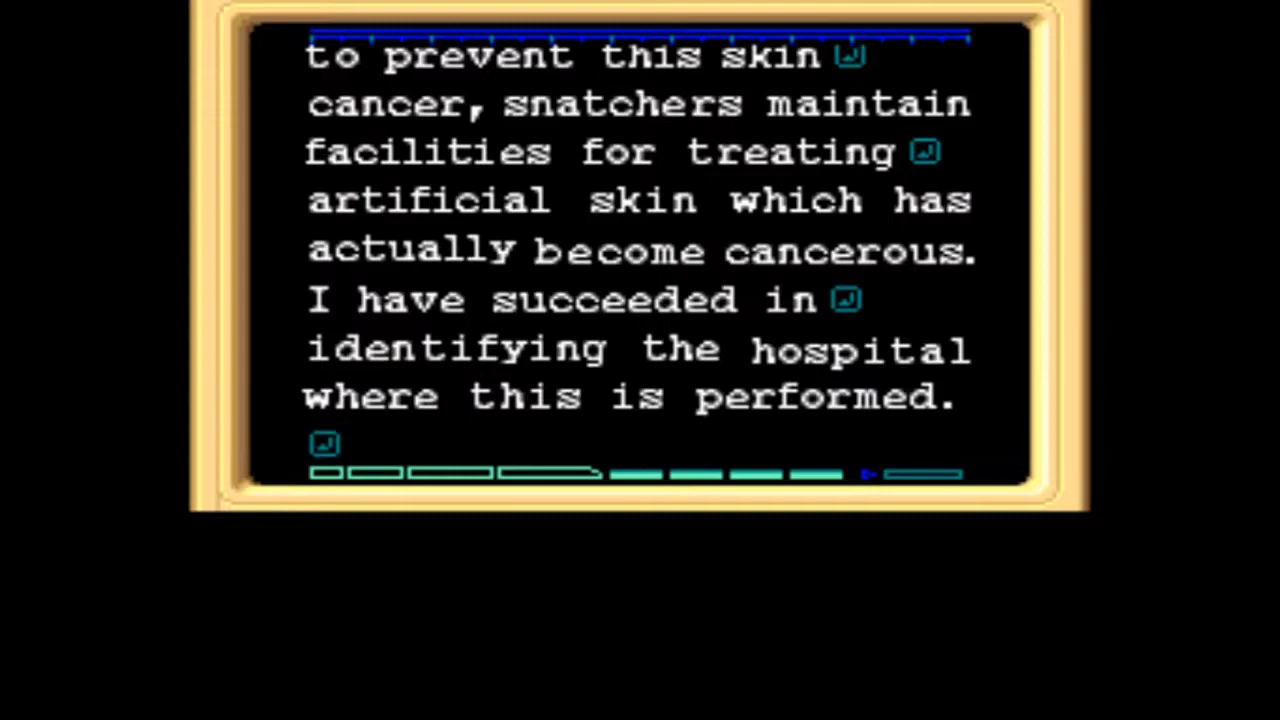 to prevent this skin
cancer, snatchers maintain
facilities for treating
artificial skin which has
actually become cancerous.
I have succeeded in
identifying the hospital
where this is performed.